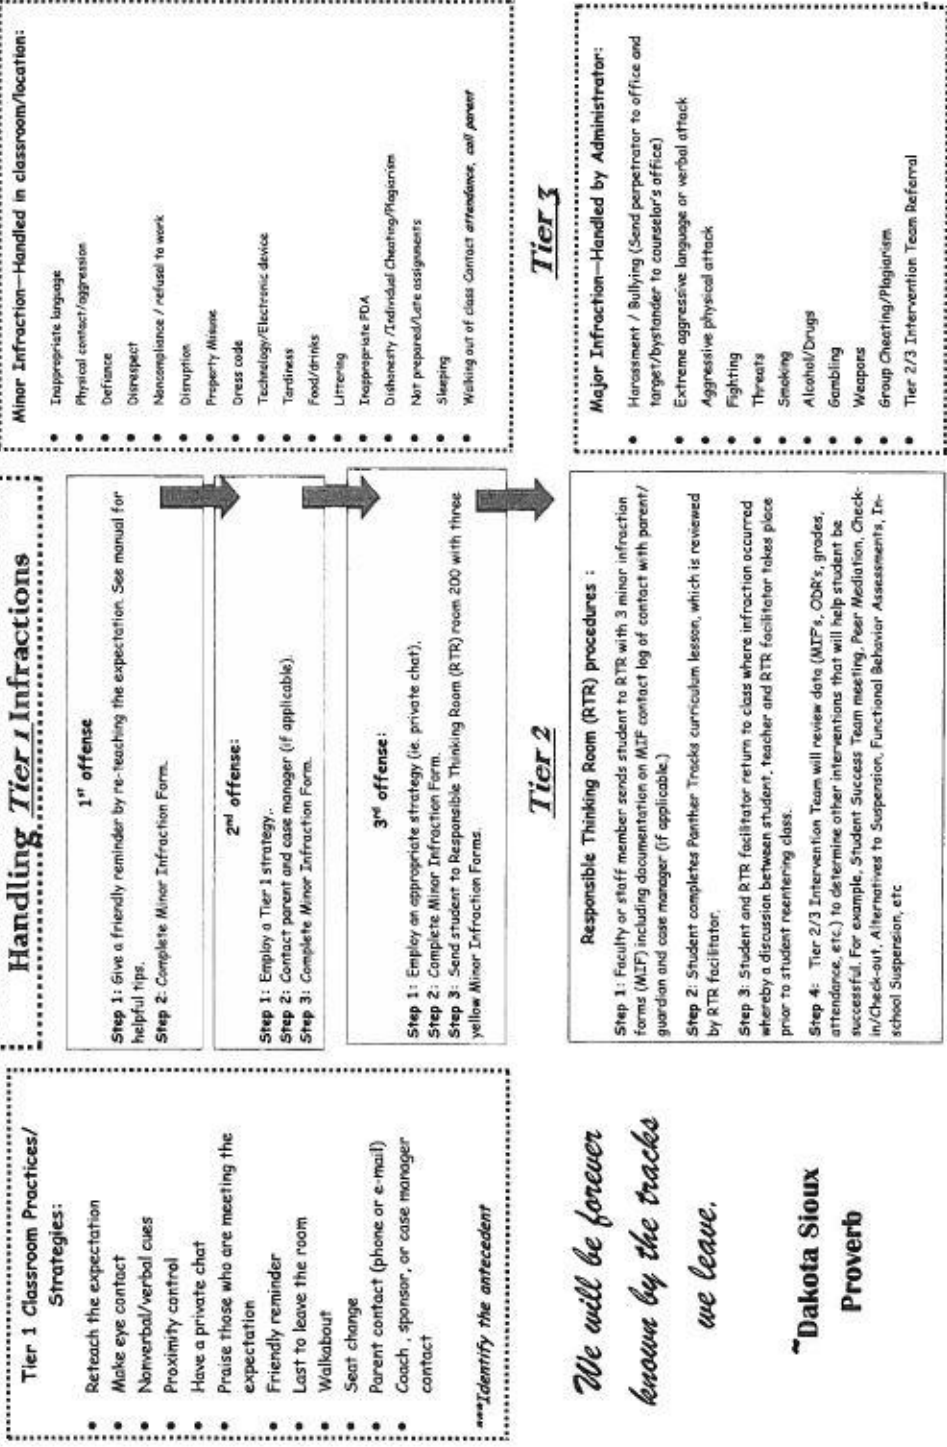 Handling Tier 1 Infractions
Tier 1 Classroom Practices/
Strategies:
• Reteach the expectation
• Make eye contact
• Nonverbal/verbal cues
• Proximity control
• Have a private chat
• Praise those who are meeting the
expectation
• Friendly reminder
• Last to leave the room
• Walkabout
• Seat change
• Parent contact (phone or e-mail)
• Coach , sponsor, or case manager
contact
***Identify the antecedent
1st offense
Step 1: Give a friendly reminder by re-teaching the expectation. See manual for
helpful tips.
Step 2: Complete Minor Infraction Form.
2nd offense:
Step 1: Employ a Tier 1 strategy.
Step 2: Contact parent and case manager (if applicable).
Step 3: Complete Minor Infraction Form.
3rd offense:
Step 1: Employ an appropriate strategy (ie. private chat).
Step 2: Complete Minor Infraction Form.
Step 3: Send student to Responsible Thinking Room (RTR) room 200 with three
yellow Minor Infraction Forms.
Minor Infraction—Handled in classroom/location:
• Inappropriate language
• Physical contact/aggression
• Defiance
• Disrespect
• Noncompliance / refusal to work
• Disruption
• Property Misuse
• Dress code
• Technology/Electronic device
• Tardiness
• Food/drinks
• Littering
• Inappropriate PDA
• Dishonesty /Individual Cheating/Plagiarism
• Not prepared/Late assignments
• Sleeping
• Walking out of class Contact attendance, call parent
We will be forever
known by the tracks
we leave.
~Dakota Sioux
Proverb
Tier 2
Responsible Thinking Room (RTR) procedures :
Step 1: Faculty or staff member sends student to RTR with 3 minor infraction
forms (MIF) including documentation on MIF contact log of contact with parent/
guardian and case manager (if applicable.)
Step 2: Student completes Panther Tracks curriculum lesson, which is reviewed
by RTR facilitator.
Step 3: Student and RTR facilitator return to class where infraction occurred
whereby a discussion between student, teacher and RTR facilitator takes place
prior to student reentering class.
Step 4: Tier 2/3 Intervention Team will review data (MIF's, ODR's, grades,
attendance, etc.) to determine other interventions that will help student be
successful. For example, Student Success Team meeting, Peer Mediation, Check-
in/Check-out, Alternatives to Suspension, Functional Behavior Assessments, In-
school Suspension, etc
Tier 3
Major Infraction—Handled by Administrator:
• Harassment / Bullying (Send perpetrator to office and
target/bystander to counselor's office)
• Extreme aggressive language or verbal attack
• Aggressive physical attack
• Fighting
• Threats
• Smoking
• Alcohol/Drugs
• Gambling
• Weapons
• Group Cheating/Plagiarism
• Tier 2/3 Intervention Team Referral